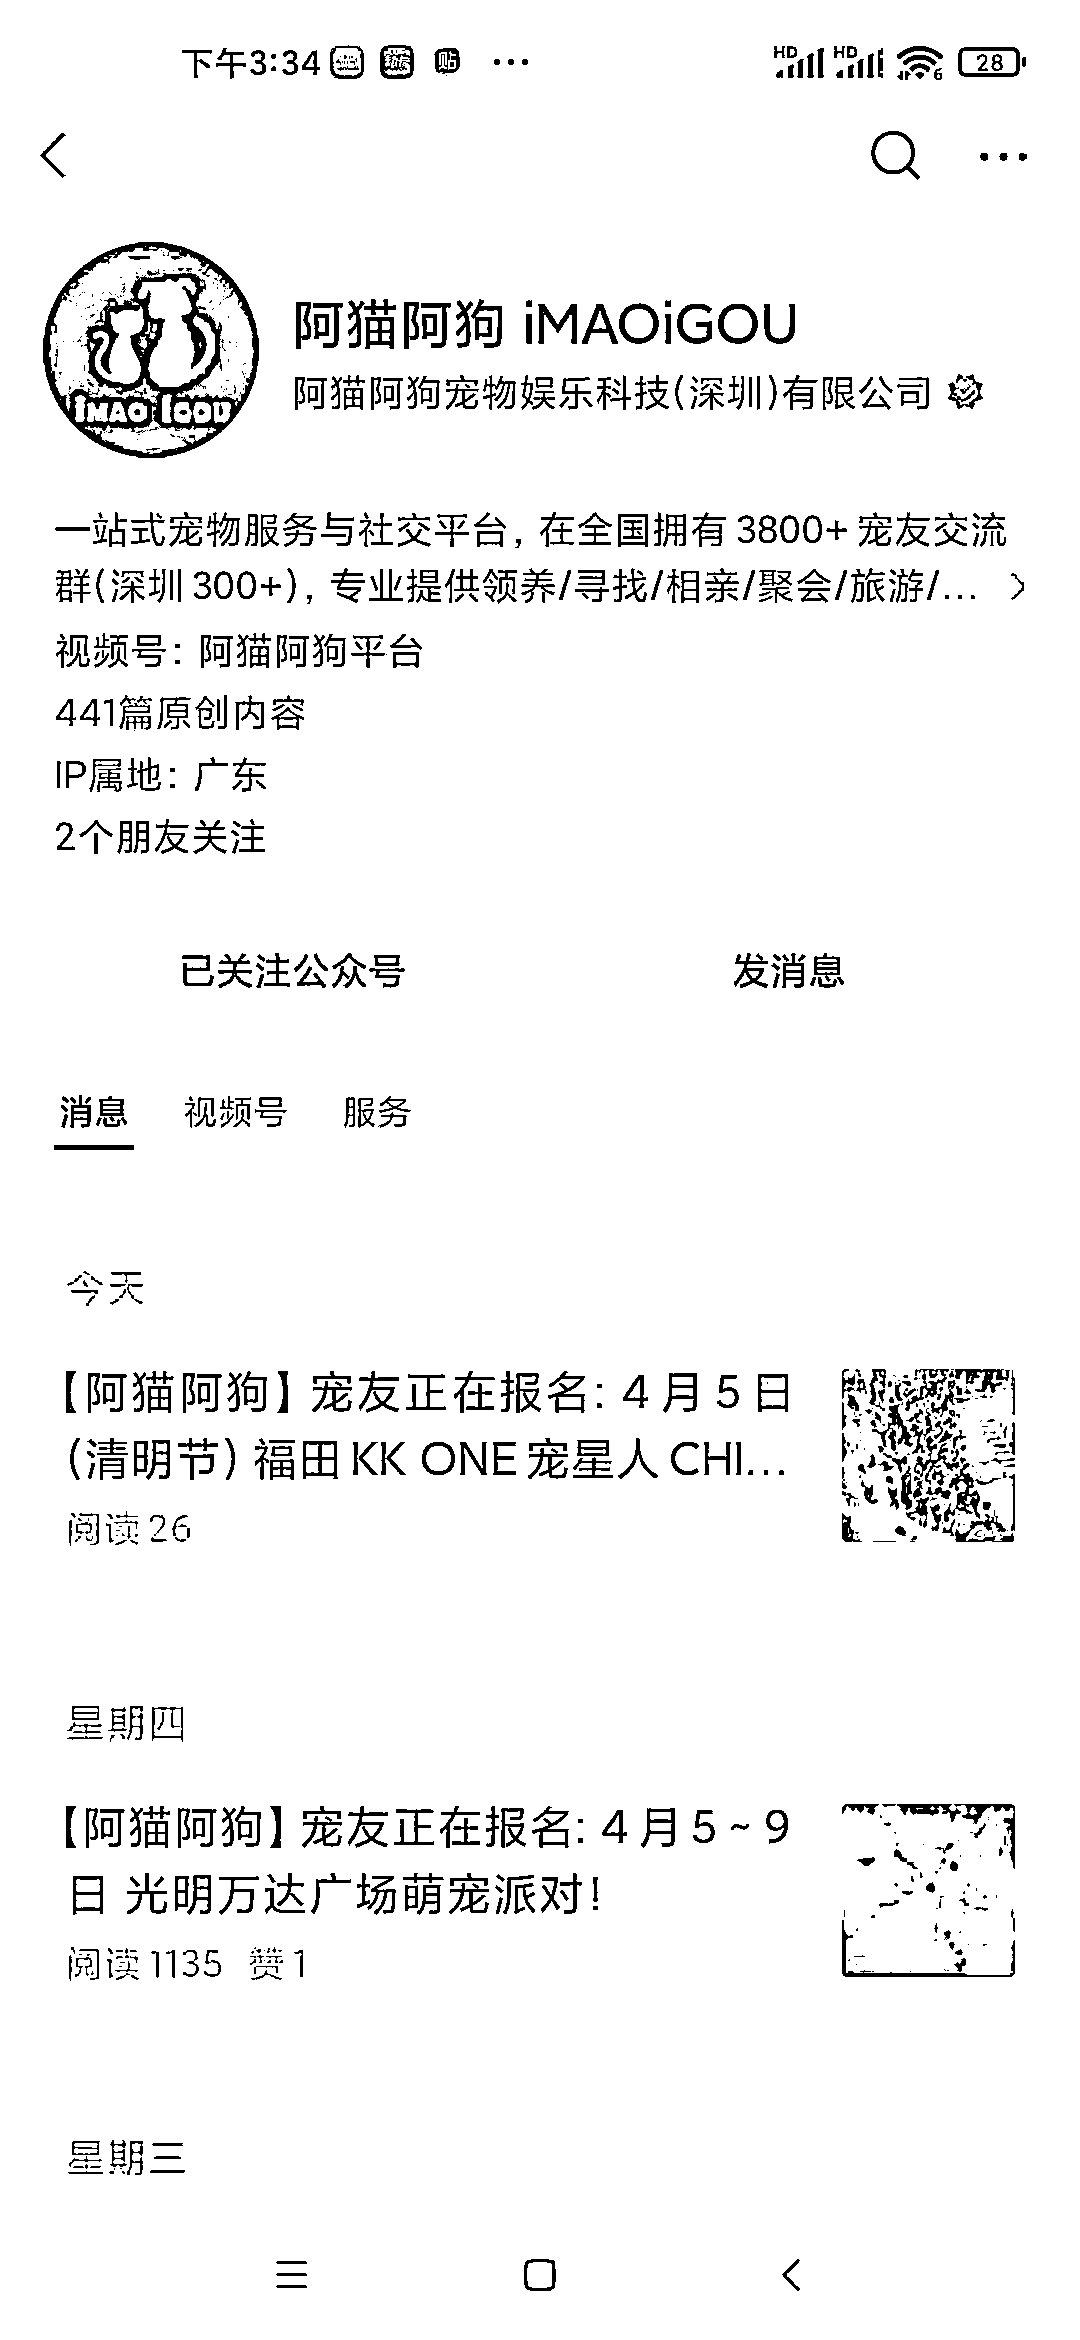 下午3:34 贴 ...
HD HD 6 28
iMAO IGOU
阿猫阿狗 iMAOiGOU
阿猫阿狗宠物娱乐科技(深圳)有限公司
一站式宠物服务与社交平台，在全国拥有 3800+ 宠友交流
群(深圳 300+)，专业提供领养/寻找/相亲/聚会/旅游/...
视频号：阿猫阿狗平台
441篇原创内容
IP属地：广东
2个朋友关注
已关注公众号 发消息
消息 视频号 服务
今天
【阿猫阿狗】宠友正在报名: 4 月 5 日
(清明节) 福田 KK ONE 宠星人 CHI...
阅读 26
星期四
【阿猫阿狗】宠友正在报名: 4 月 5 ~ 9
日 光明万达广场萌宠派对！
阅读 1135 赞 1
星期三